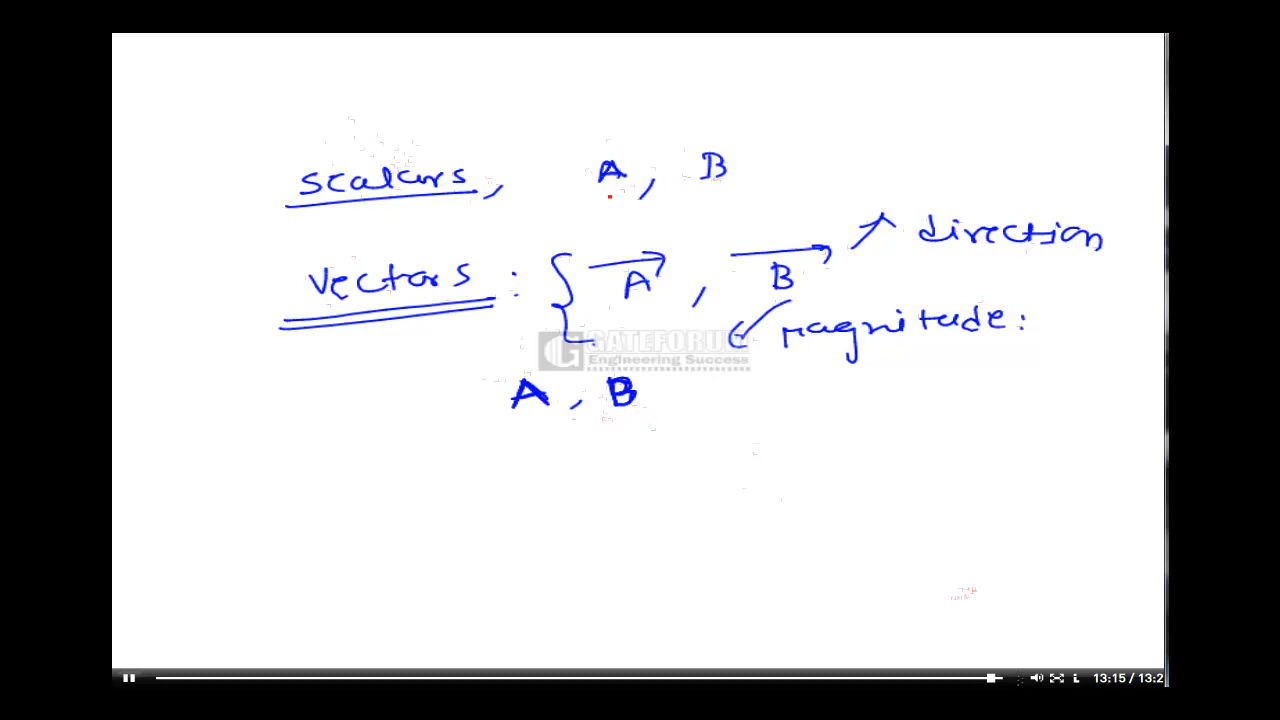 scalars, A, B
direction
vectors : { A , B
magnitude :
GATEFORUM
Engineering Success
A , B
13:15 / 13:2